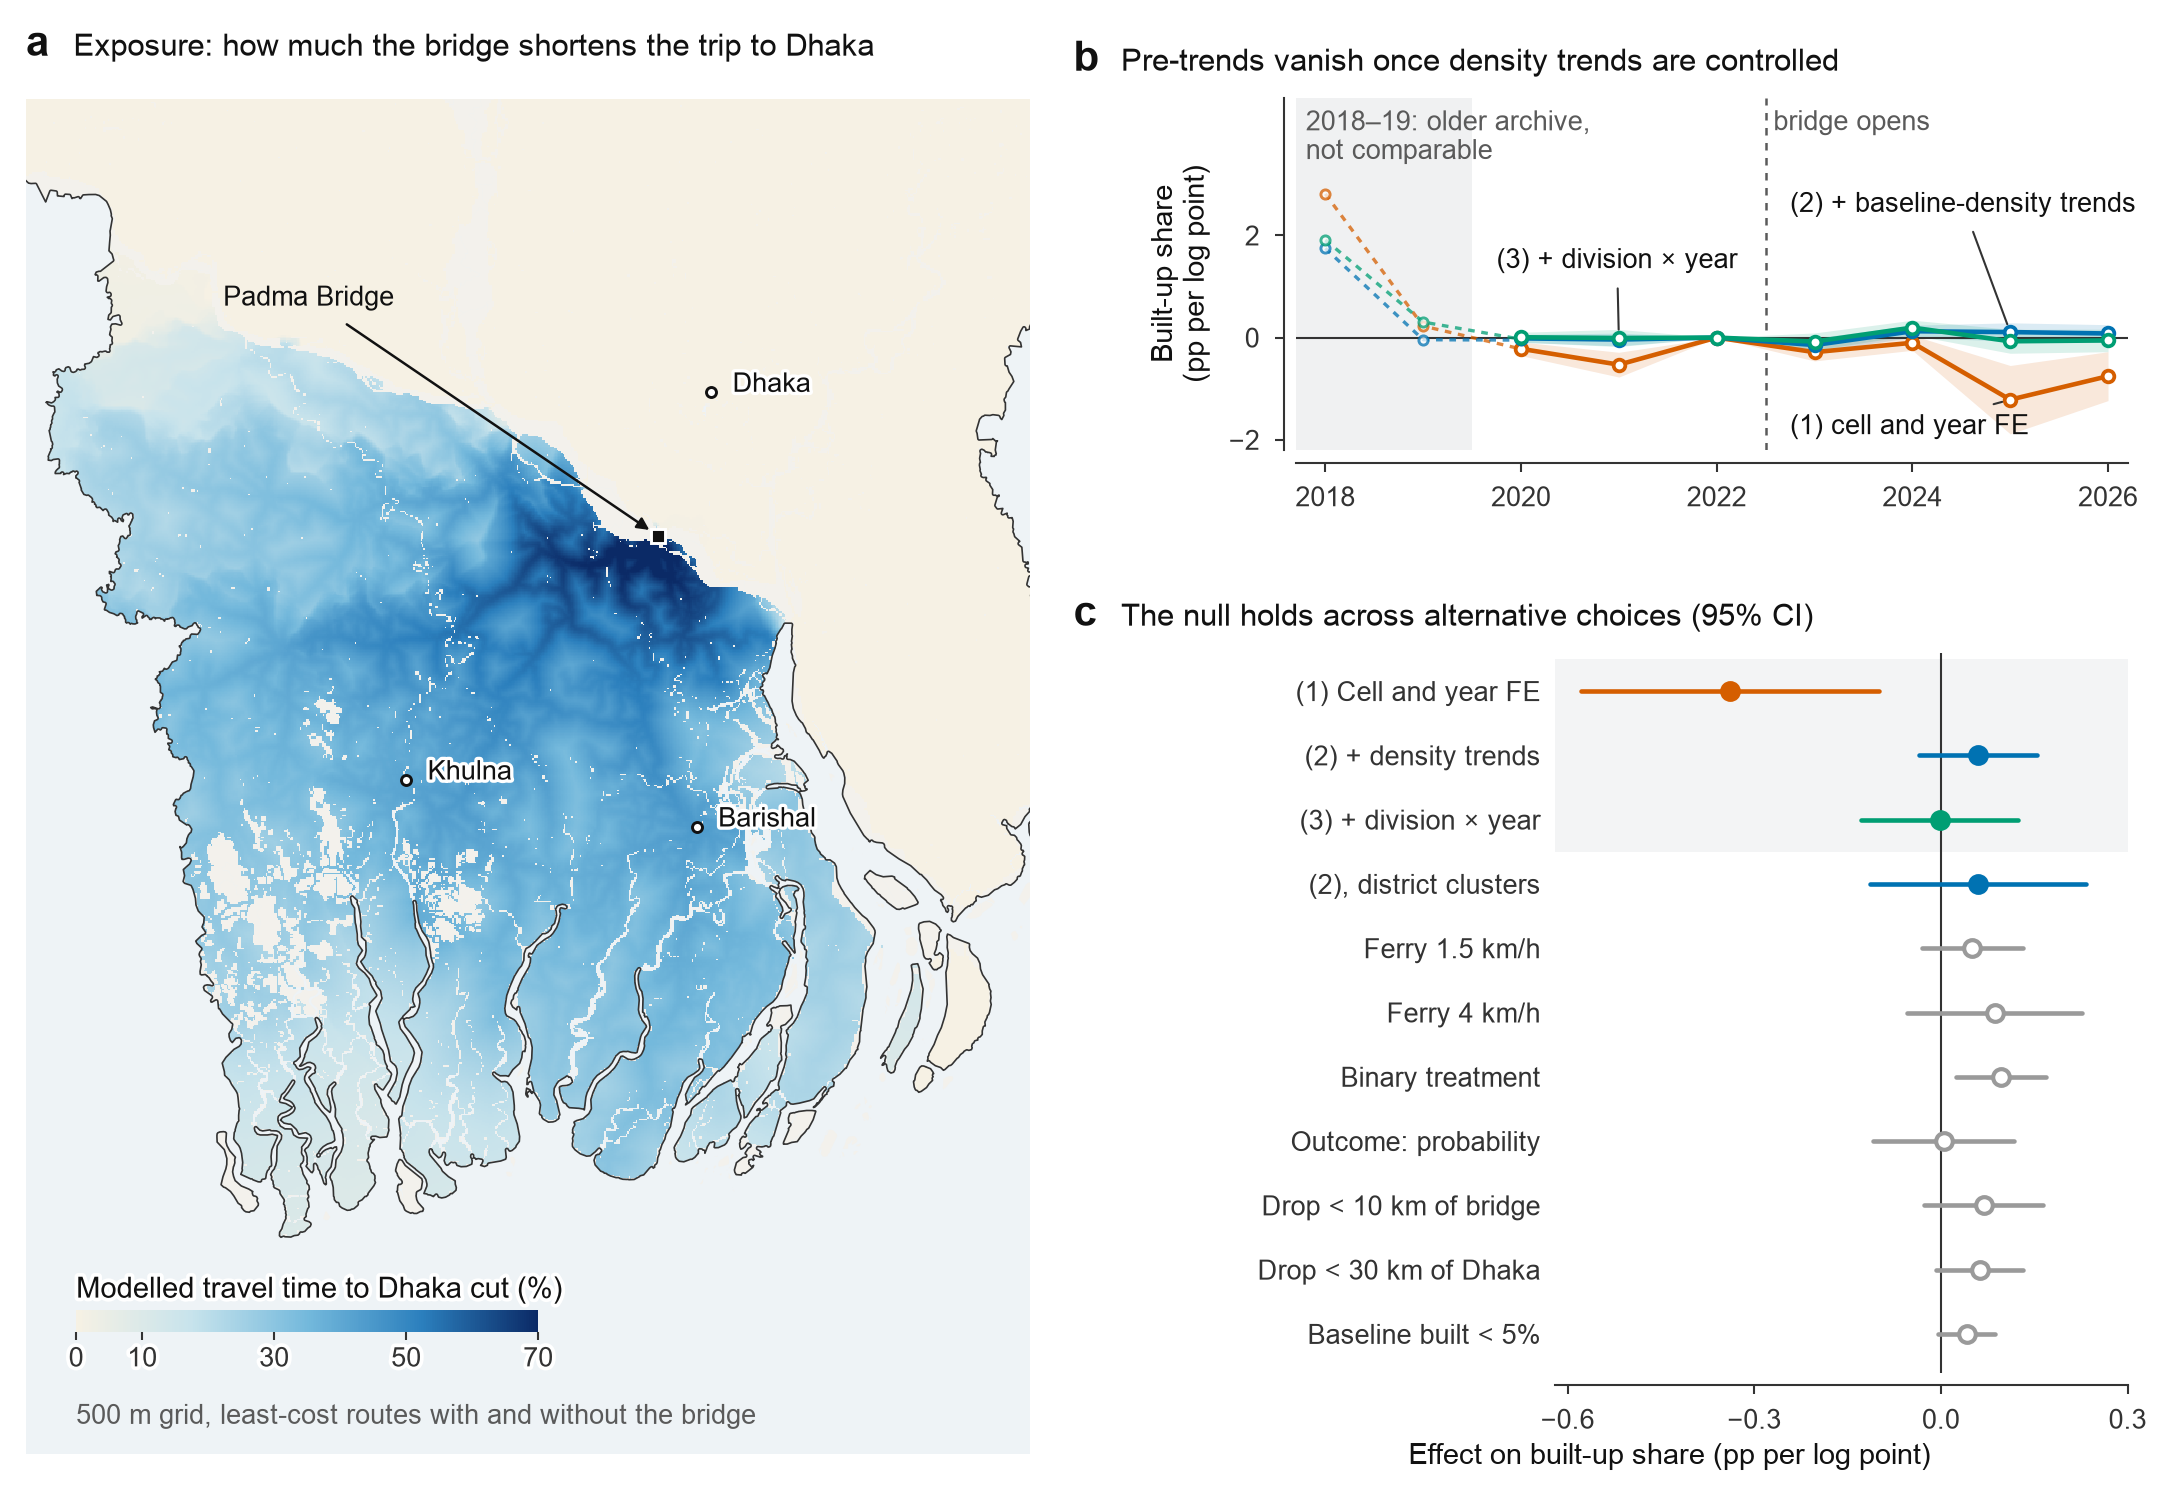 a Exposure: how much the bridge shortens the trip to Dhaka
Padma Bridge
Dhaka
Khulna
Barishal
Modelled travel time to Dhaka cut (%)
0 10 30 50 70
500 m grid, least-cost routes with and without the bridge
b Pre-trends vanish once density trends are controlled
2018–19: older archive,
not comparable
bridge opens
(2) + baseline-density trends
(3) + division × year
(1) cell and year FE
Built-up share
(pp per log point)
2
0
−2
2018 2020 2022 2024 2026
c The null holds across alternative choices (95% CI)
(1) Cell and year FE
(2) + density trends
(3) + division × year
(2), district clusters
Ferry 1.5 km/h
Ferry 4 km/h
Binary treatment
Outcome: probability
Drop < 10 km of bridge
Drop < 30 km of Dhaka
Baseline built < 5%
−0.6 −0.3 0.0 0.3
Effect on built-up share (pp per log point)